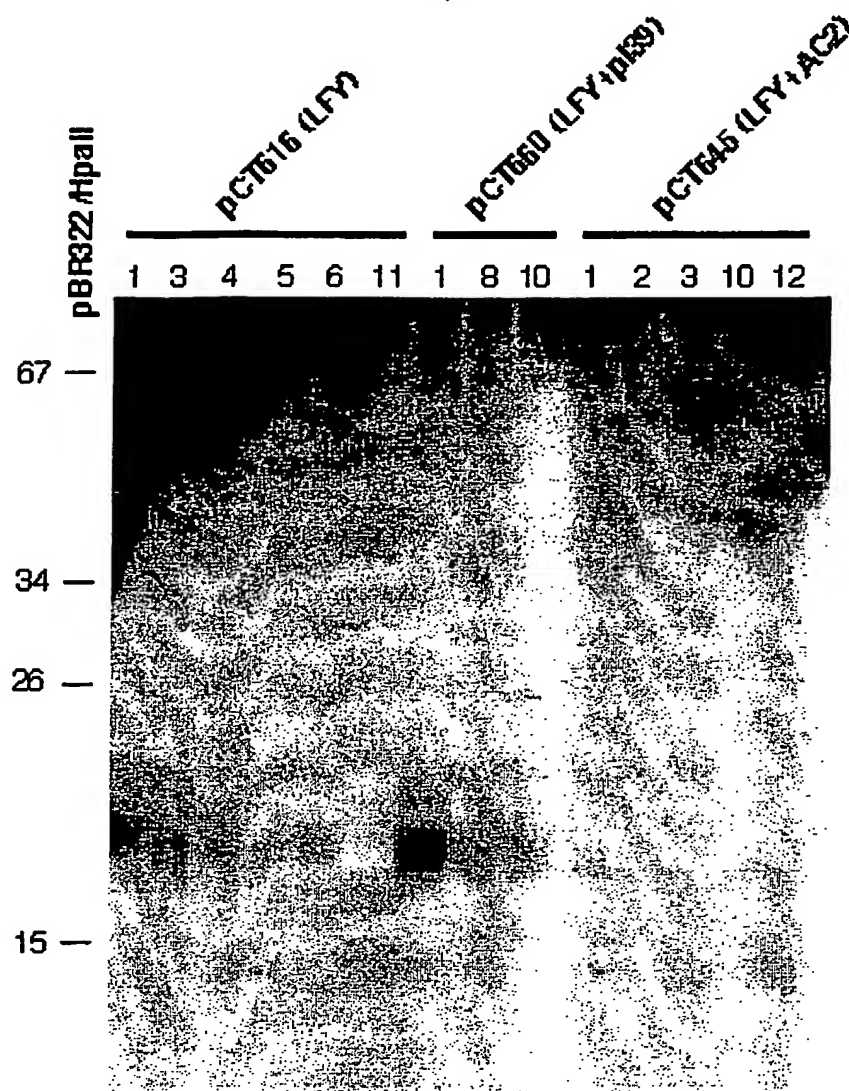 pBR322/HpaII
pCT616 (LFY)
pCT660 (LFY+pI39)
pCT645 (LFY+AC2)
1 3 4 5 6 11 1 8 10 1 2 3 10 12
67
34
26
15